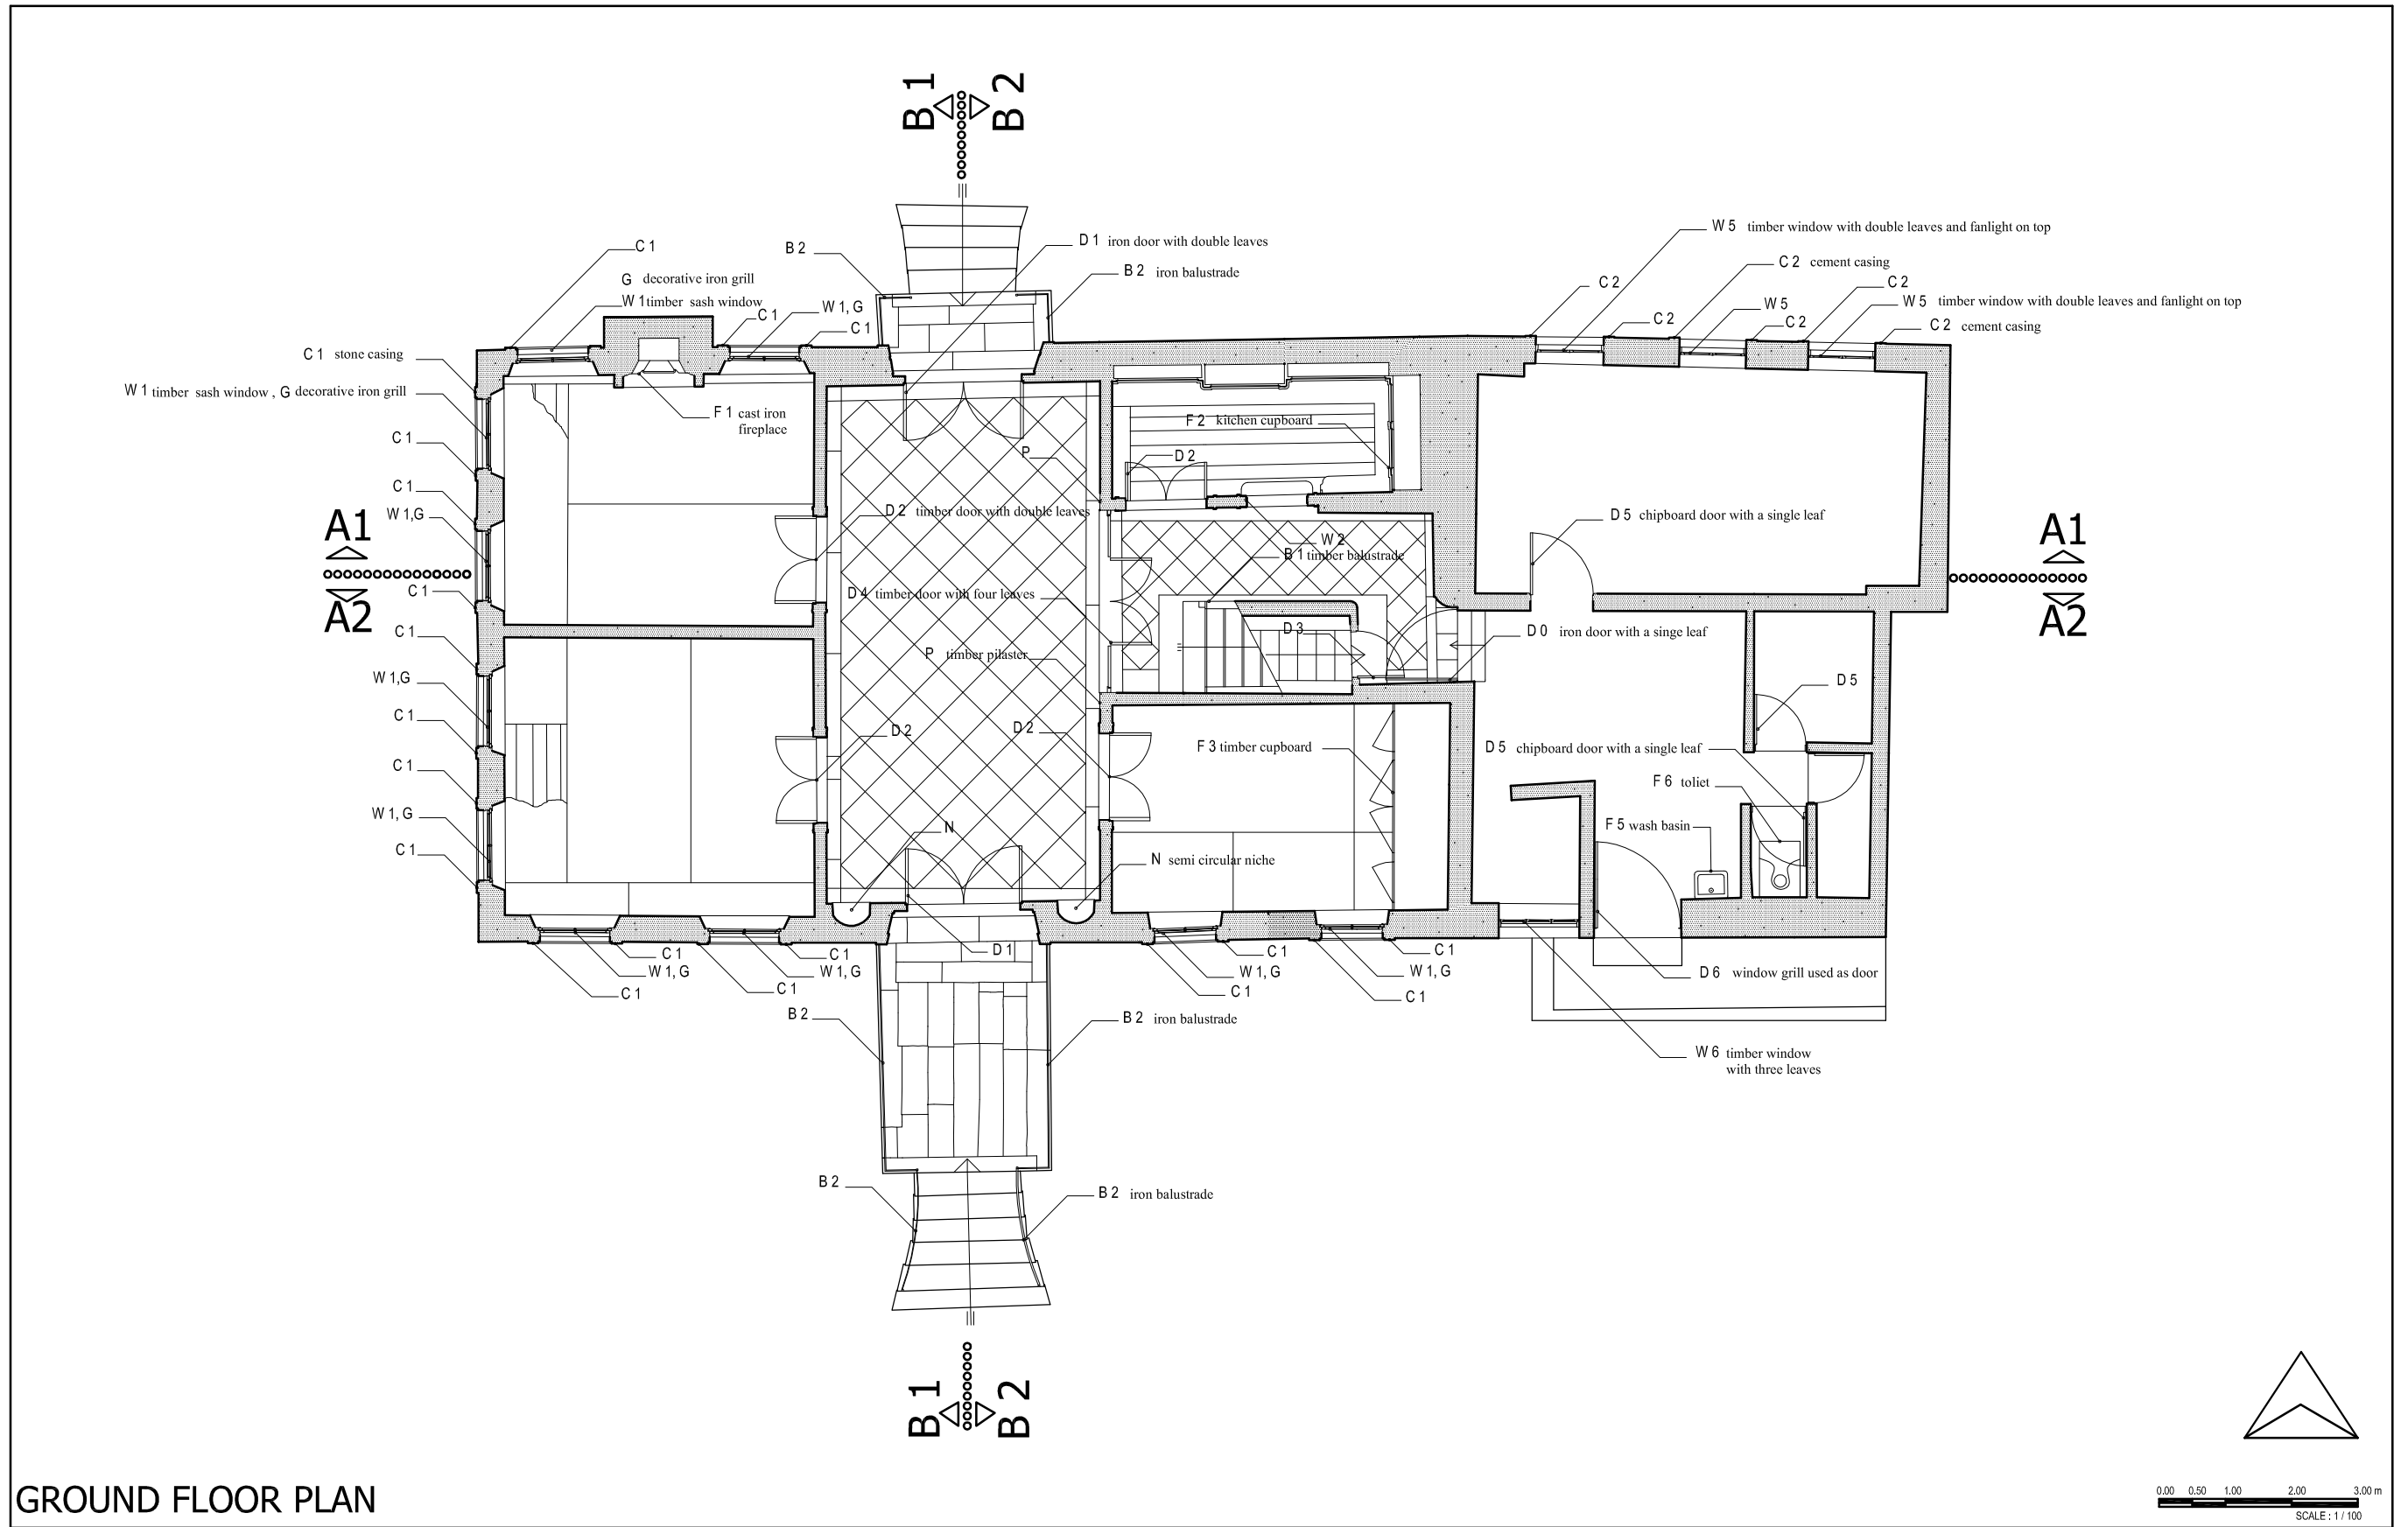 B 1
B 2
C 1
B 2
D 1 iron door with double leaves
W 5 timber window with double leaves and fanlight on top
G decorative iron grill
B 2 iron balustrade
C 2 cement casing
C 2
C 2
W 1 timber sash window
W 1, G
C 1
C 1
C 2
W 5
C 2
W 5 timber window with double leaves and fanlight on top
C 2 cement casing
C 1 stone casing
W 1 timber sash window , G decorative iron grill
F 1 cast iron
fireplace
F 2 kitchen cupboard
C 1
P
D 2
C 1
W 1,G
D 2 timber door with double leaves
D 5 chipboard door with a single leaf
A1
A1
W 2
B 1 timber balustrade
C 1
D 4 timber door with four leaves
A2
A2
C 1
D 3
D 0 iron door with a singe leaf
P timber pilaster
W 1,G
D 5
C 1
D 2
D 2
F 3 timber cupboard
D 5 chipboard door with a single leaf
C 1
F 6 toliet
W 1, G
N
F 5 wash basin
C 1
N semi circular niche
C 1
C 1
D 1
C 1
C 1
W 1, G
W 1, G
W 1, G
W 1, G
D 6 window grill used as door
C 1
C 1
C 1
C 1
B 2
B 2 iron balustrade
W 6 timber window
with three leaves
B 2
B 2 iron balustrade
B 1
B 2
GROUND FLOOR PLAN
0.00 0.50 1.00 2.00 3.00 m
SCALE : 1 / 100